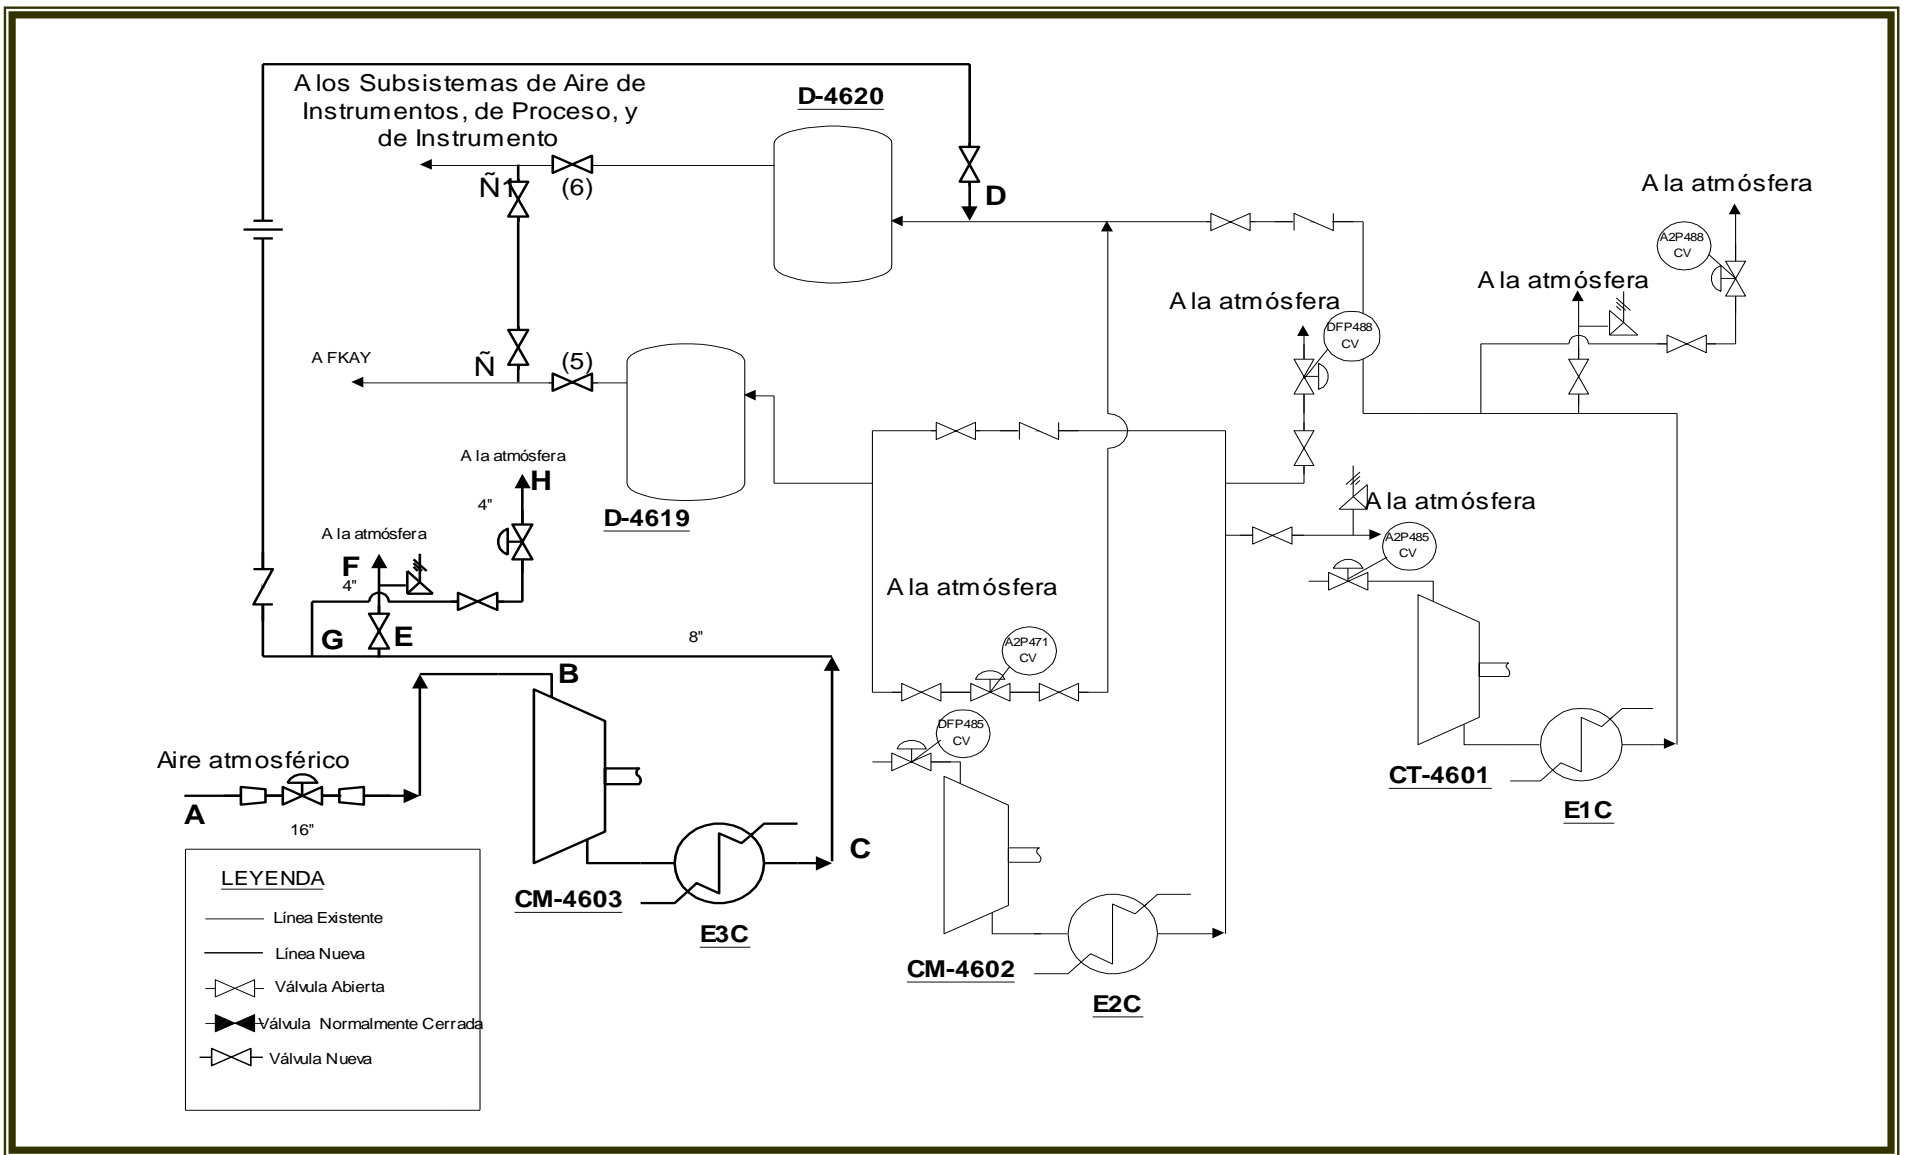 A los Subsistemas de Aire de
Instrumentos, de Proceso, y
de Instrumento
D-4620
Ñ1
(6)
D
A la atmósfera
A2P488
CV
A la atmósfera
A la atmósfera
DFP488
CV
A FKAY
Ñ
(5)
D-4619
A la atmósfera
H
4"
A la atmósfera
F
4"
G
E
8"
A la atmósfera
A2P485
CV
A la atmósfera
A2P471
CV
B
DFP485
CV
Aire atmosférico
A
16"
C
CM-4603
E3C
CM-4602
E2C
CT-4601
E1C
LEYENDA
Línea Existente
Línea Nueva
Válvula Abierta
Válvula Normalmente Cerrada
Válvula Nueva